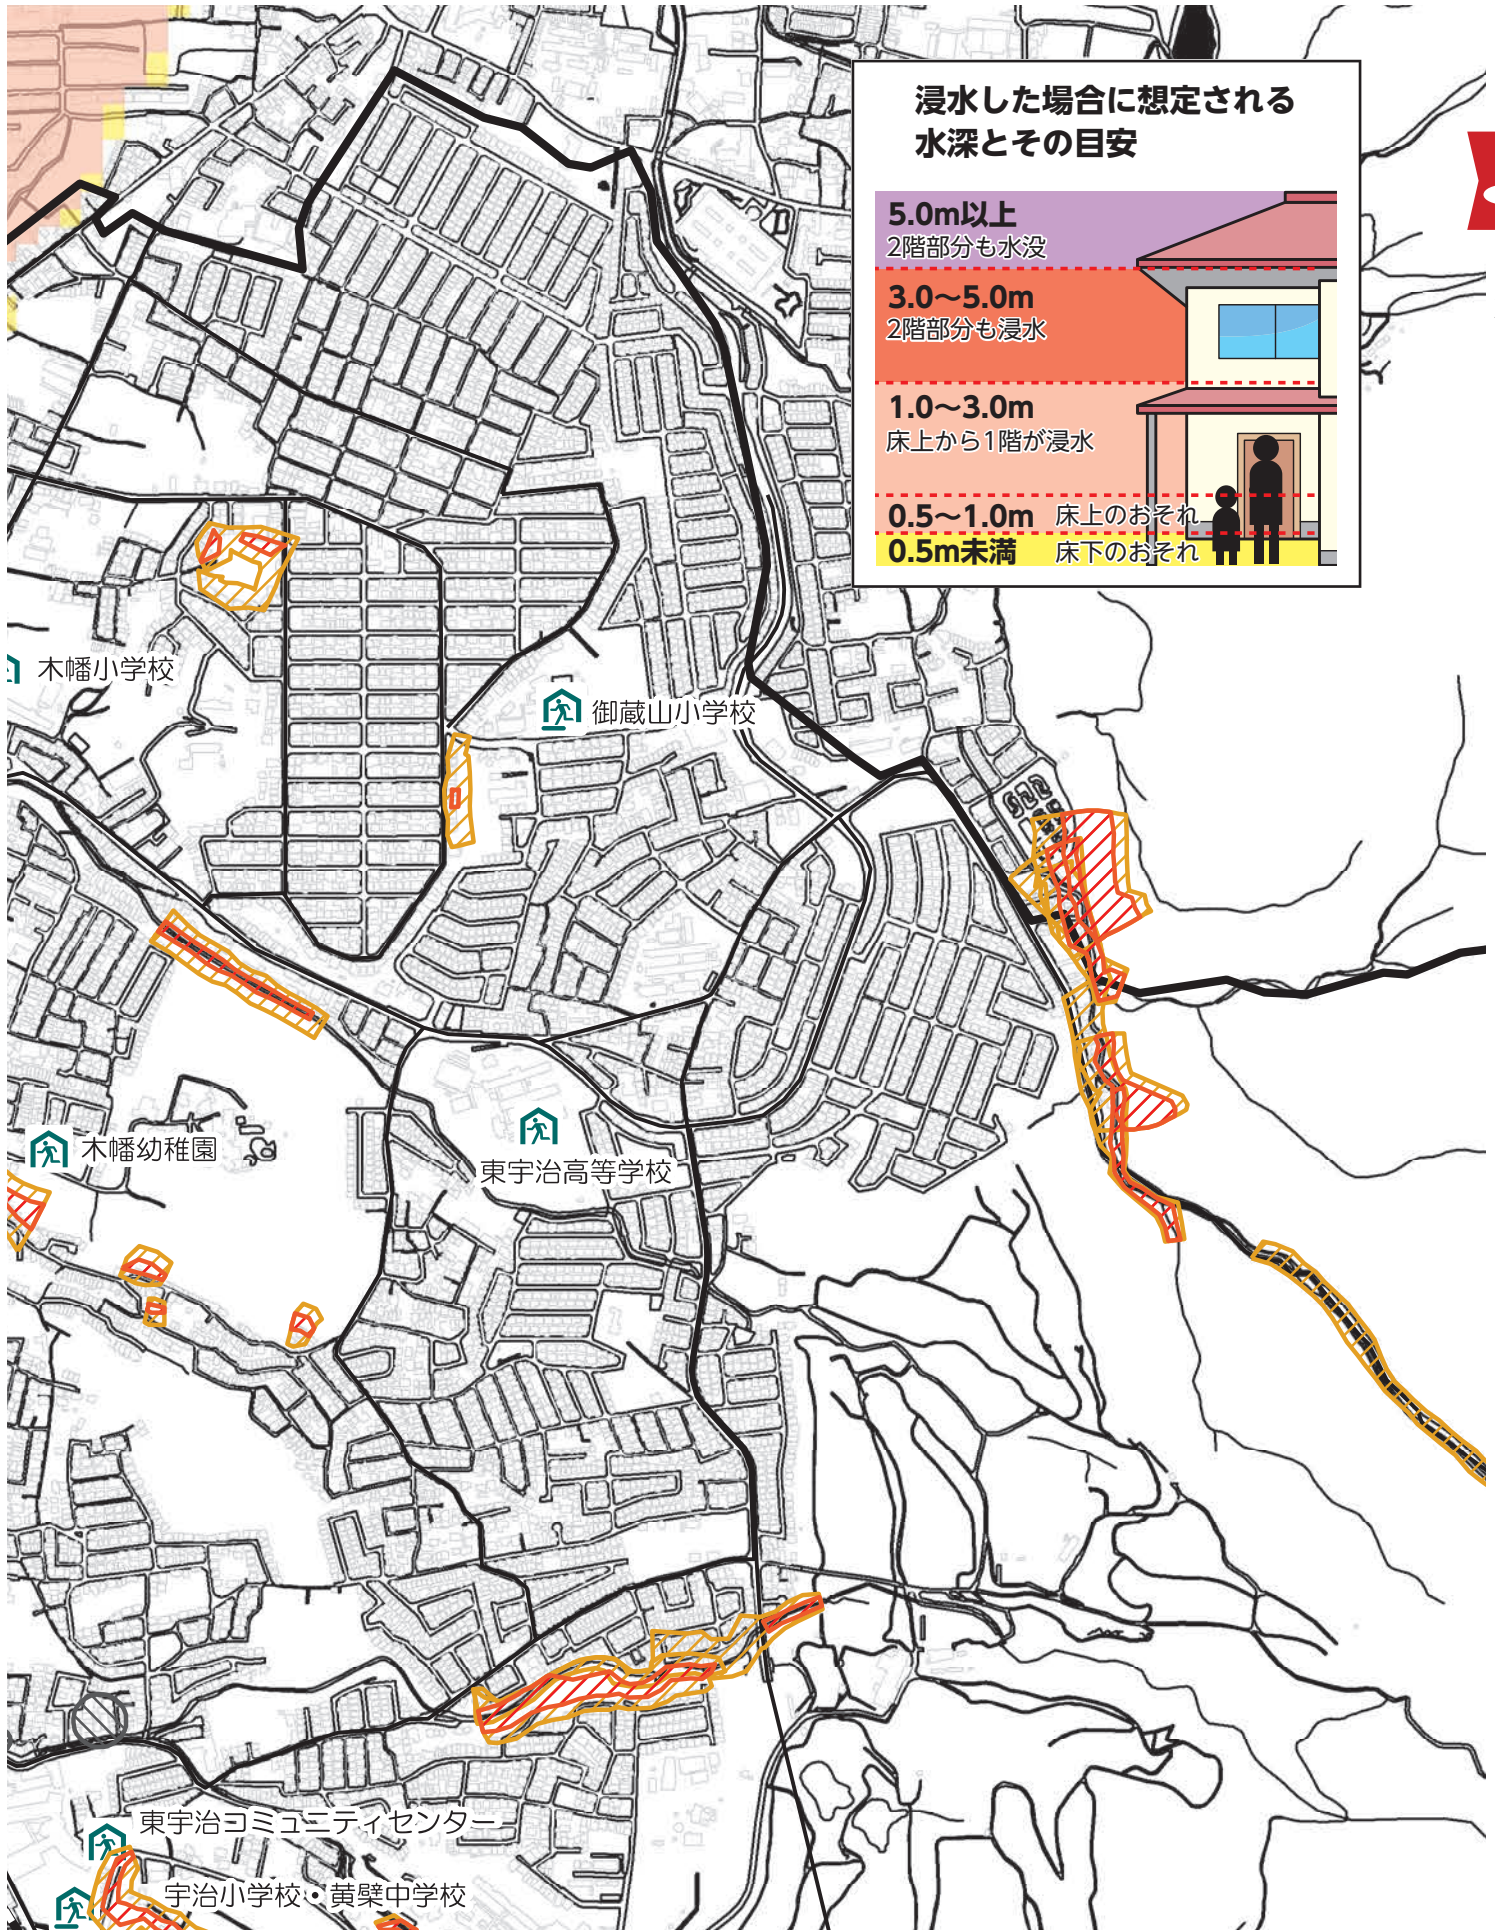 浸水した場合に想定される
水深とその目安
5.0m以上
2階部分も水没
3.0〜5.0m
2階部分も浸水
1.0〜3.0m
床上から1階が浸水
0.5〜1.0m 床上のおそれ
0.5m未満 床下のおそれ
木幡小学校
御蔵山小学校
木幡幼稚園
東宇治高等学校
東宇治コミュニティセンター
宇治小学校・黄檗中学校